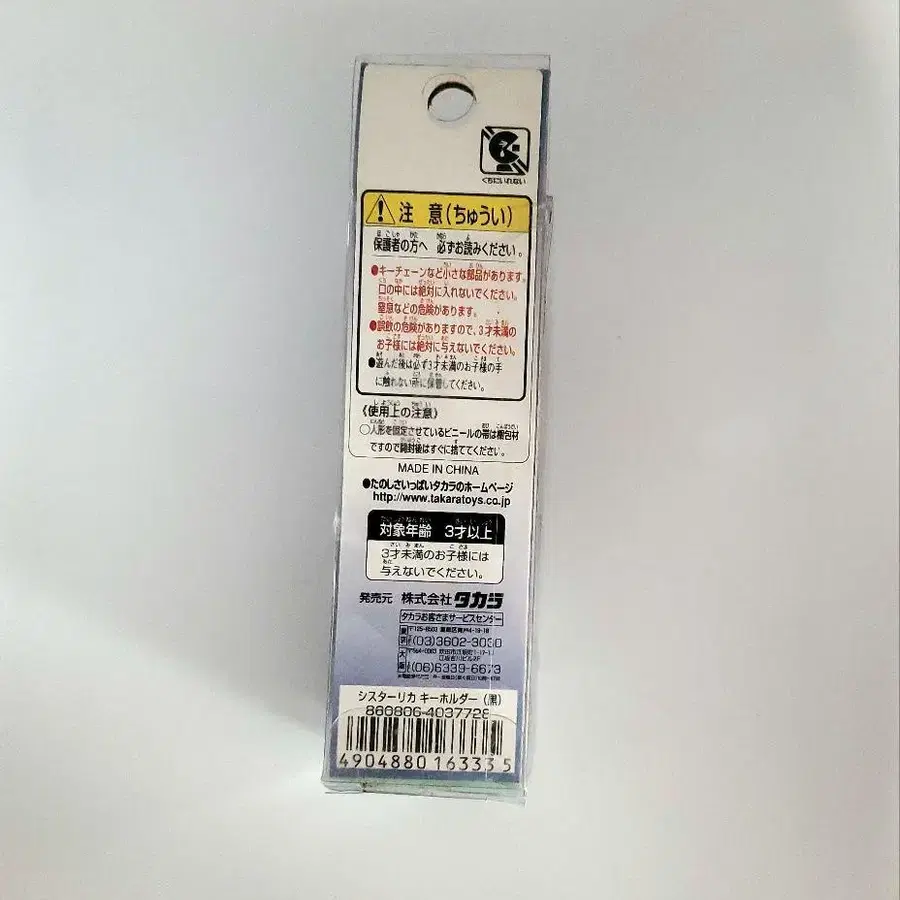 くちにいれない
注 意(ちゅうい)
保護者の方へ 必ずお読みください。
●キーチェーンなど小さな部品があります。
口の中には絶対に入れないでください。
窒息などの危険があります。
●誤飲の危険がありますので、3才未満の
お子様には絶対に与えないでください。
●遊んだ後は必ず3才未満のお子様の手
に触れない所に保管してください。
《使用上の注意》
○人形を固定させているビニールの帯は梱包材
ですので開封後はすぐに捨ててください。
MADE IN CHINA
●たのしさいっぱいタカラのホームページ
http://www.takaratoys.co.jp
対象年齢 3才以上
3才未満のお子様には
与えないでください。
発売元 株式会社タカラ
タカラお客さまサービスセンター
(03)3602-3030
(06)6339-6673
シスターリカ キーホルダー(黒)
860806-4037728
4904880163335